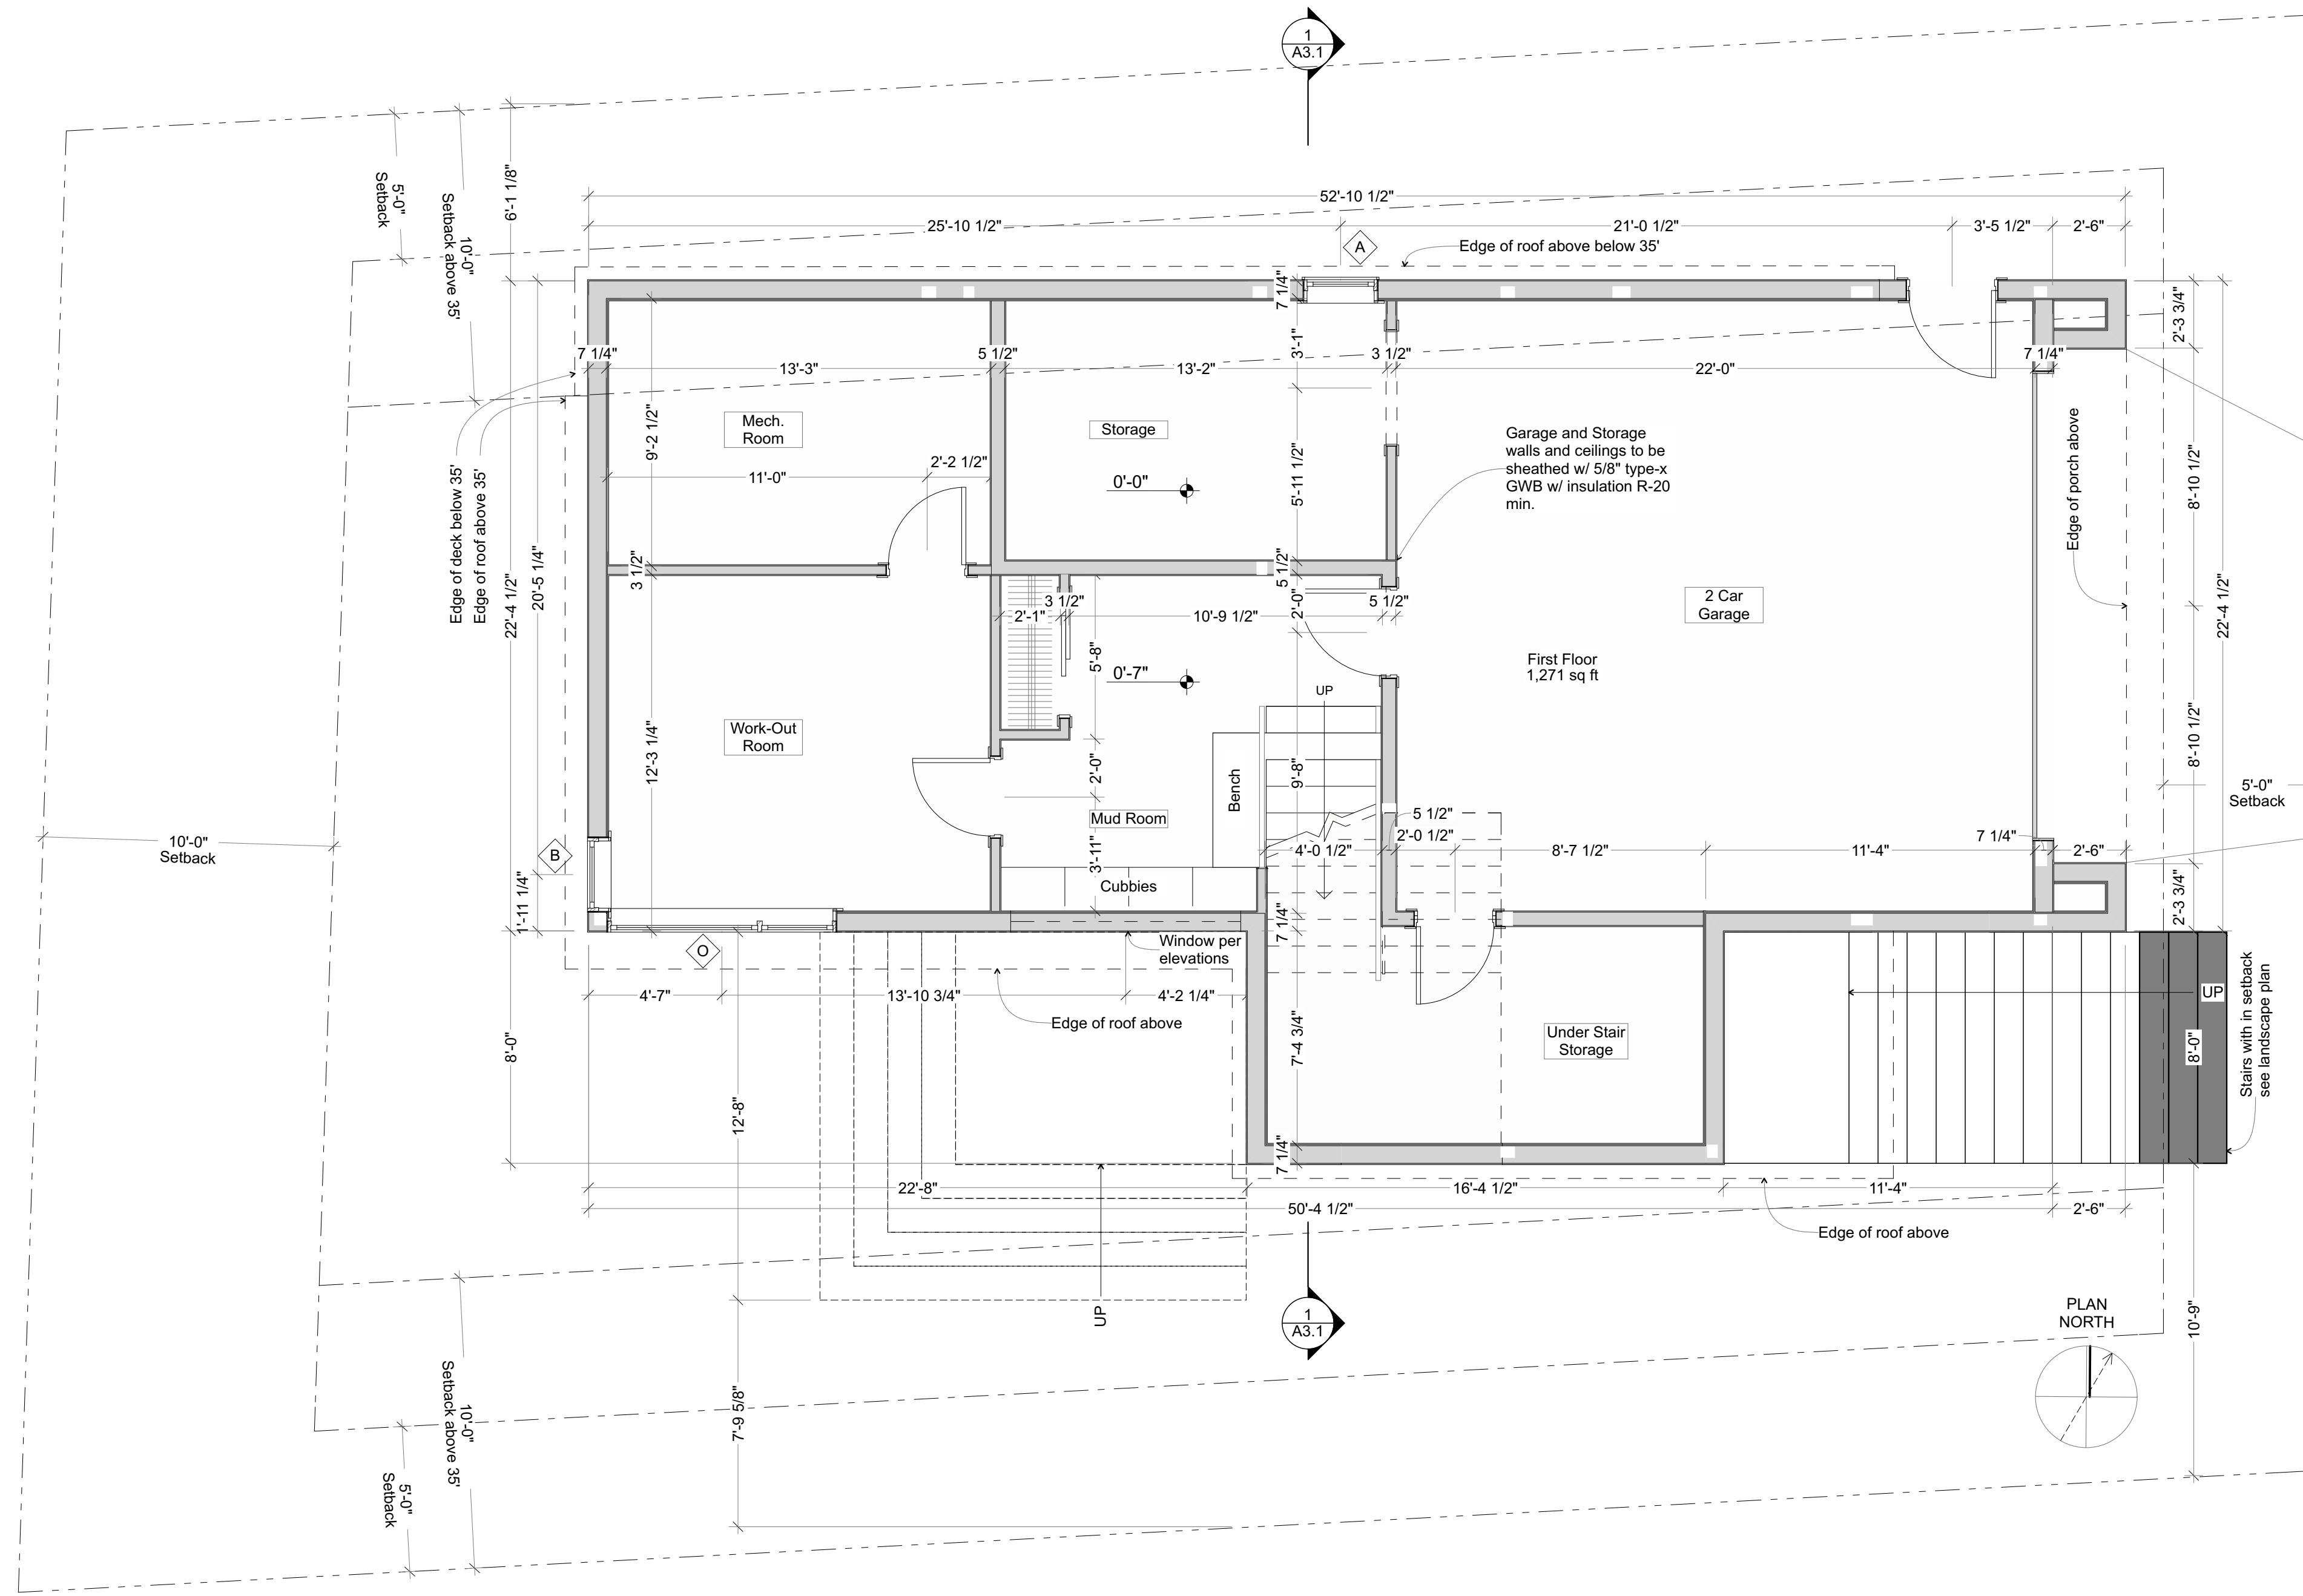 1
A3.1
52'-10 1/2"
25'-10 1/2"
21'-0 1/2"
3'-5 1/2"
2'-6"
A
Edge of roof above below 35'
5'-0"
Setback
10'-0"
Setback above 35'
6'-1 1/8"
7 1/4"
3'-1"
2'-3 3/4"
7 1/4"
5 1/2"
3 1/2"
7 1/4"
13'-3"
13'-2"
22'-0"
9'-2 1/2"
Mech.
Room
Storage
Garage and Storage
walls and ceilings to be
sheathed w/ 5/8" type-x
GWB w/ insulation R-20
min.
11'-0"
2'-2 1/2"
0'-0"
5'-11 1/2"
Edge of porch above
8'-10 1/2"
Edge of deck below 35'
Edge of roof above 35'
22'-4 1/2"
20'-5 1/4"
3 1/2"
5 1/2"
2'-0"
3 1/2"
5 1/2"
2'-1"
10'-9 1/2"
2 Car
Garage
22'-4 1/2"
5'-8"
0'-7"
First Floor
1,271 sq ft
UP
Work-Out
Room
12'-3 1/4"
2'-0"
Bench
9'-8"
8'-10 1/2"
5'-0"
Setback
Mud Room
5 1/2"
2'-0 1/2"
7 1/4"
10'-0"
Setback
B
3'-11"
4'-0 1/2"
8'-7 1/2"
11'-4"
2'-6"
Cubbies
1'-11 1/4"
2'-3 3/4"
7 1/4"
O
Window per
elevations
4'-7"
13'-10 3/4"
4'-2 1/4"
Edge of roof above
UP
Stairs with in setback
see landscape plan
8'-0"
7'-4 3/4"
Under Stair
Storage
8'-0"
12'-8"
7 1/4"
22'-8"
16'-4 1/2"
11'-4"
50'-4 1/2"
2'-6"
Edge of roof above
UP
1
A3.1
PLAN
NORTH
10'-9"
10'-0"
Setback above 35'
7'-9 5/8"
5'-0"
Setback